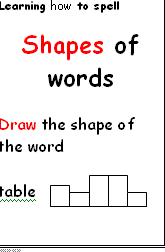 Learning how to spell
Shapes of
words
Draw the shape of
the word
table